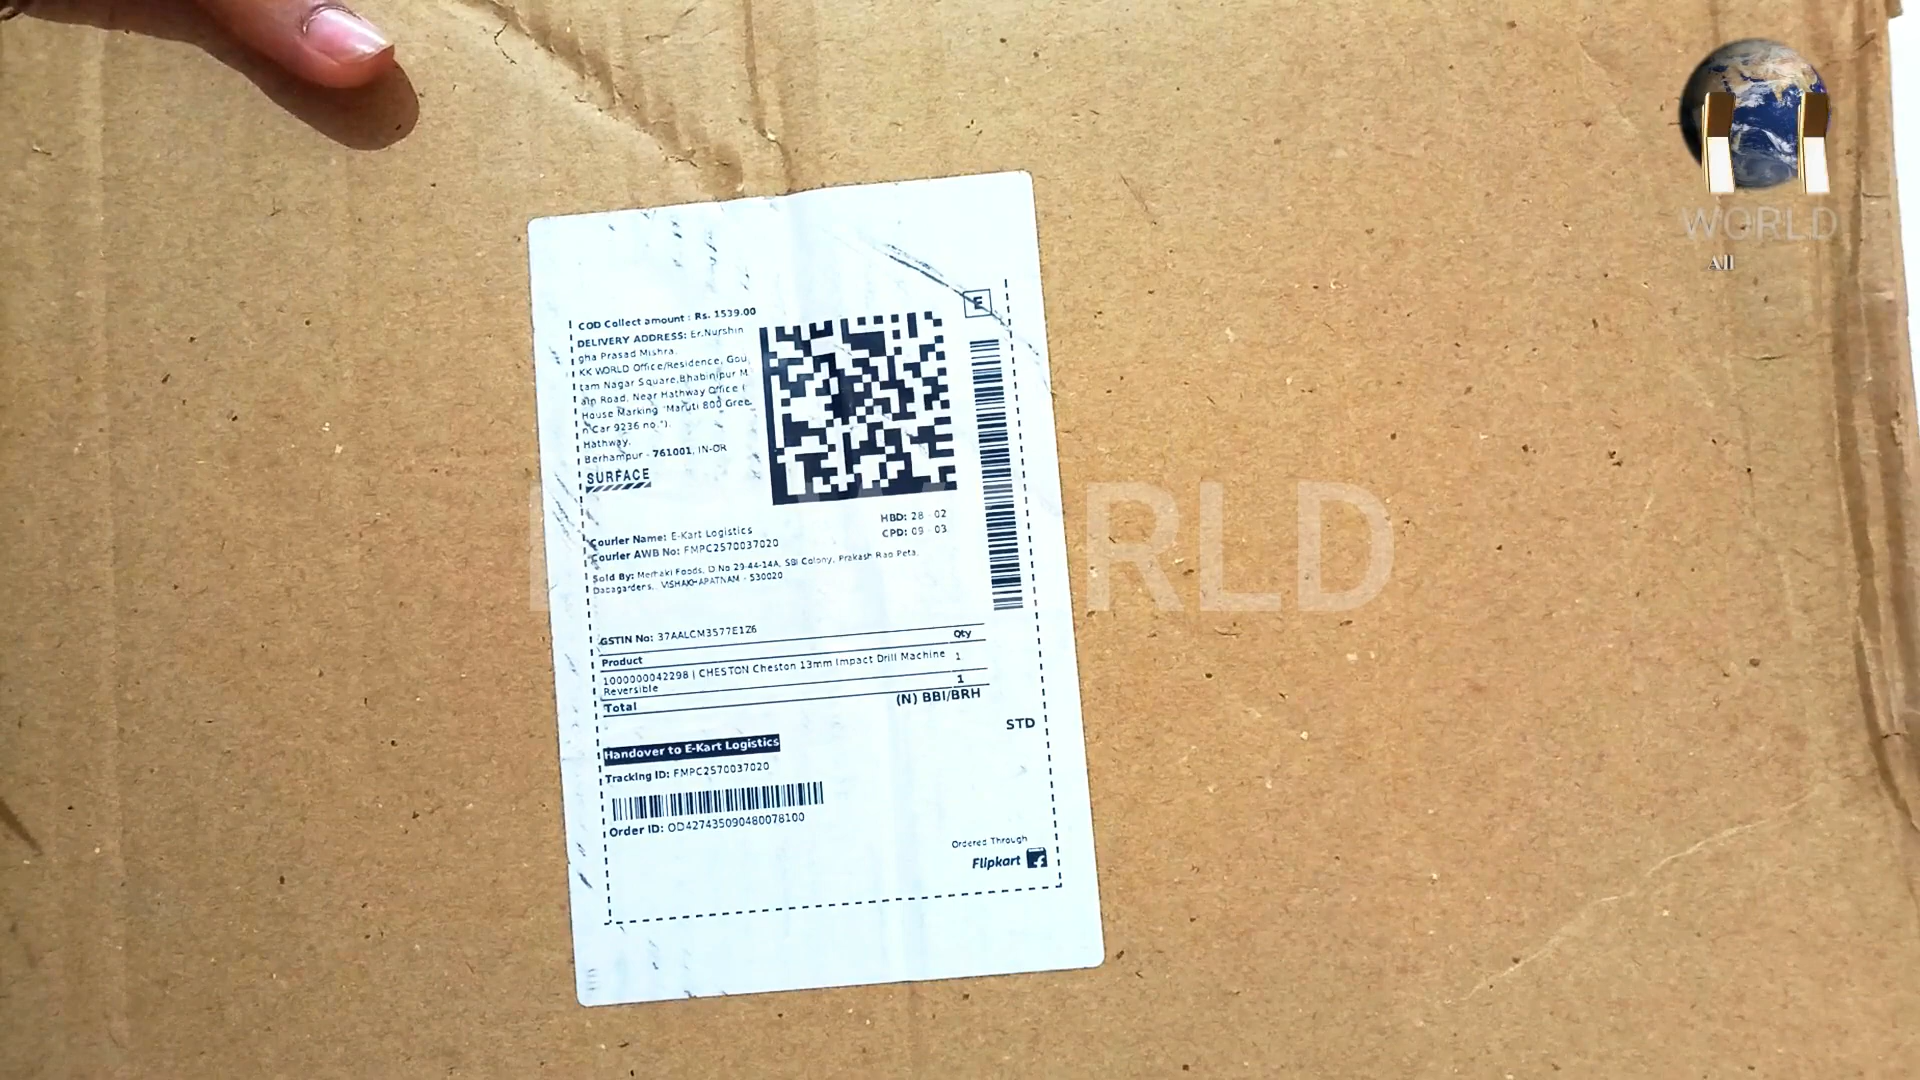 COD Collect amount : Rs. 1539.00
DELIVERY ADDRESS: Er.Nurshin
gha Prasad Mishra,
KK WORLD Office/Residence, Gou
tam Nagar Square,Bhabinipur M
ain Road, Near Hathway Office (
House Marking "Maruti 800 Gree
n Car 9236 no.").
Hathway,
Berhampur - 761001, IN-OR
SURFACE
E
HBD: 28 - 02
CPD: 09 - 03
Courier Name: E-Kart Logistics
Courier AWB No: FMPC2570037020
Sold By: Merhaki Foods, D No 29-44-14A, SBI Colony, Prakash Rao Peta,
Dabagardens, VISHAKHAPATNAM - 530020
GSTIN No: 37AALCM3577E1Z6
Product Qty
1000000042298 | CHESTON Cheston 13mm Impact Drill Machine 1
Reversible
Total 1
(N) BBI/BRH
STD
Handover to E-Kart Logistics
Tracking ID: FMPC2570037020
Order ID: OD427435090480078100
Ordered Through
Flipkart
WORLD
All